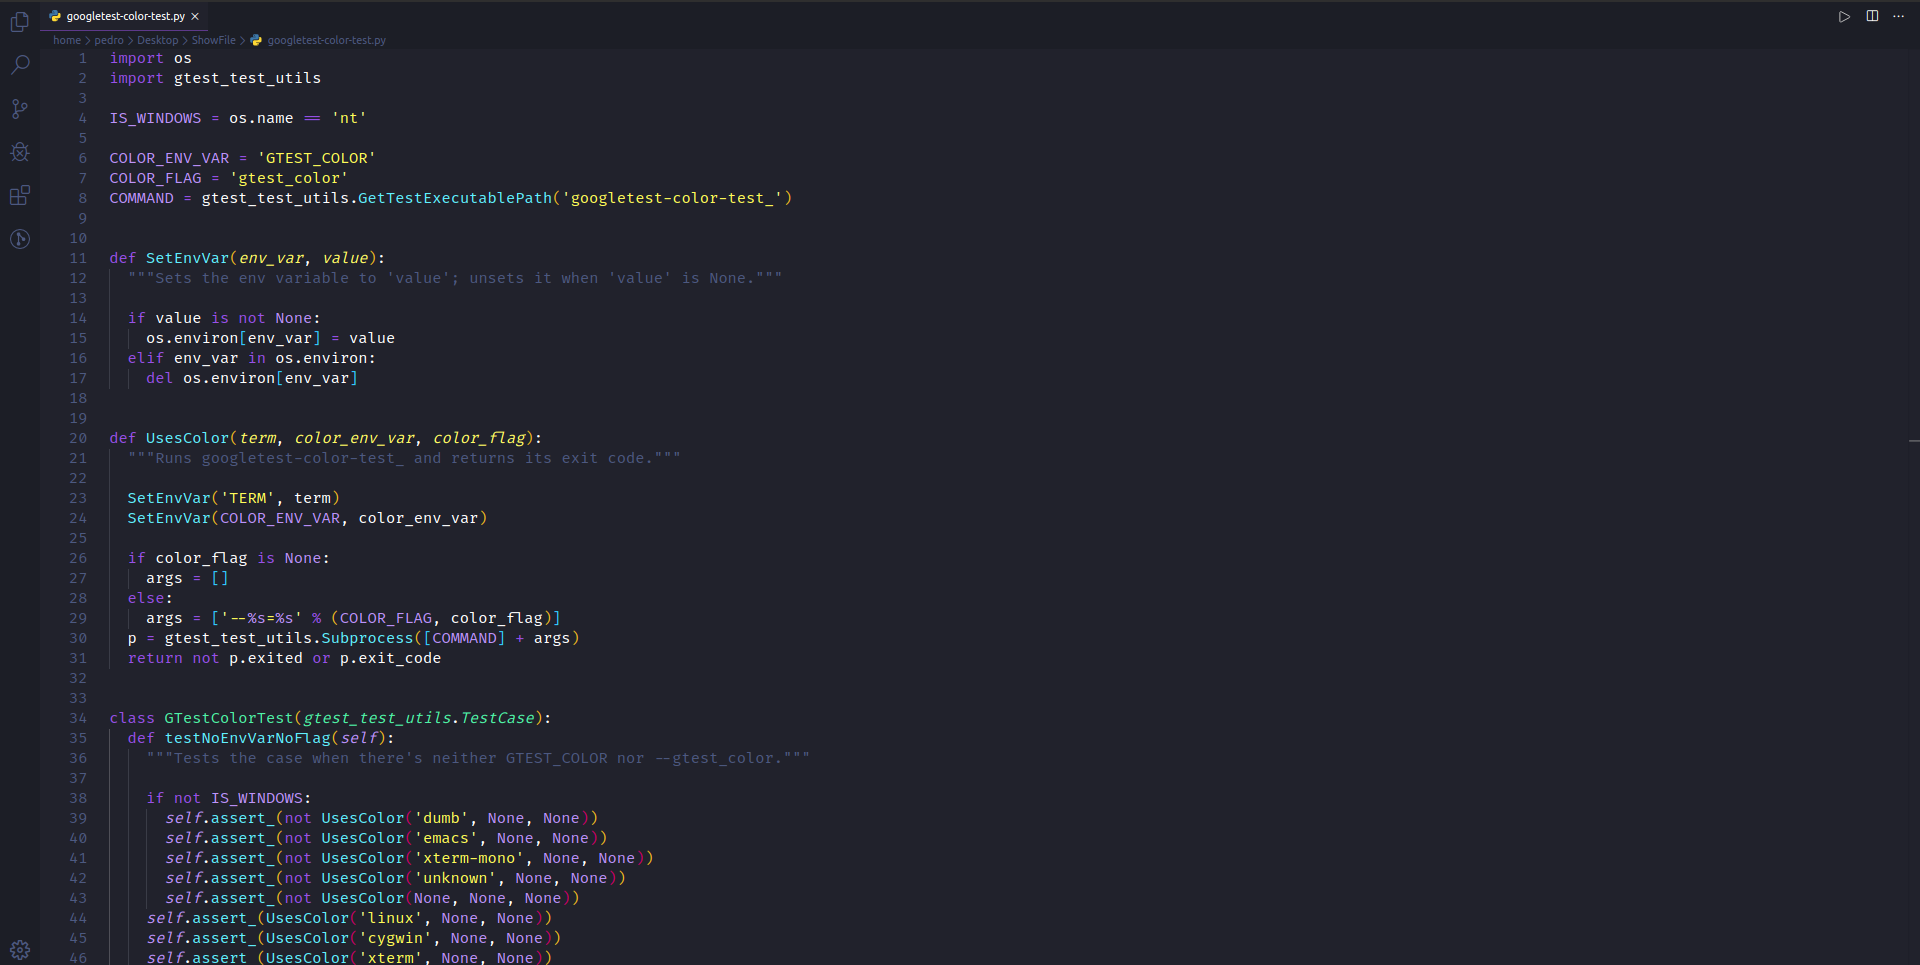 googletest-color-test.py
home > pedro > Desktop > ShowFile > googletest-color-test.py
1 import os
2 import gtest_test_utils
3
4 IS_WINDOWS = os.name == 'nt'
5
6 COLOR_ENV_VAR = 'GTEST_COLOR'
7 COLOR_FLAG = 'gtest_color'
8 COMMAND = gtest_test_utils.GetTestExecutablePath('googletest-color-test_')
9
10
11 def SetEnvVar(env_var, value):
12   """Sets the env variable to 'value'; unsets it when 'value' is None."""
13
14   if value is not None:
15     os.environ[env_var] = value
16   elif env_var in os.environ:
17     del os.environ[env_var]
18
19
20 def UsesColor(term, color_env_var, color_flag):
21   """Runs googletest-color-test_ and returns its exit code."""
22
23   SetEnvVar('TERM', term)
24   SetEnvVar(COLOR_ENV_VAR, color_env_var)
25
26   if color_flag is None:
27     args = []
28   else:
29     args = ['--%s=%s' % (COLOR_FLAG, color_flag)]
30   p = gtest_test_utils.Subprocess([COMMAND] + args)
31   return not p.exited or p.exit_code
32
33
34 class GTestColorTest(gtest_test_utils.TestCase):
35   def testNoEnvVarNoFlag(self):
36     """Tests the case when there's neither GTEST_COLOR nor --gtest_color."""
37
38     if not IS_WINDOWS:
39       self.assert_(not UsesColor('dumb', None, None))
40       self.assert_(not UsesColor('emacs', None, None))
41       self.assert_(not UsesColor('xterm-mono', None, None))
42       self.assert_(not UsesColor('unknown', None, None))
43       self.assert_(not UsesColor(None, None, None))
44     self.assert_(UsesColor('linux', None, None))
45     self.assert_(UsesColor('cygwin', None, None))
46     self.assert_(UsesColor('xterm', None, None))